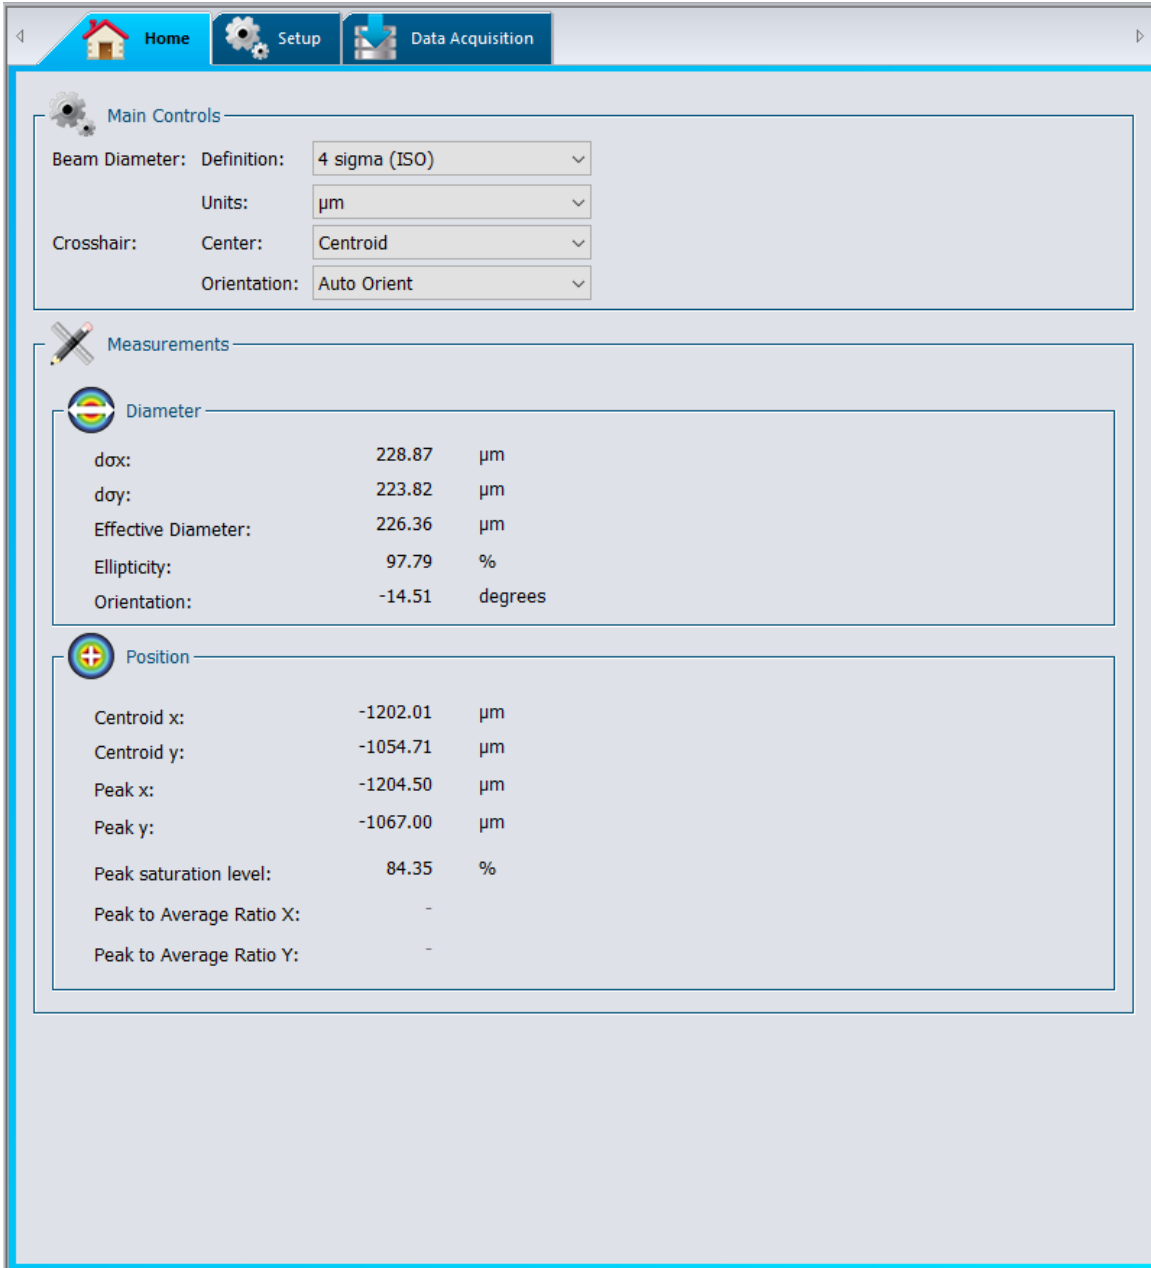 Home Setup Data Acquisition
Main Controls
Beam Diameter: Definition: 4 sigma (ISO)
Units: µm
Crosshair: Center: Centroid
Orientation: Auto Orient
Measurements
Diameter
dσx: 228.87 µm
dσy: 223.82 µm
Effective Diameter: 226.36 µm
Ellipticity: 97.79 %
Orientation: -14.51 degrees
Position
Centroid x: -1202.01 µm
Centroid y: -1054.71 µm
Peak x: -1204.50 µm
Peak y: -1067.00 µm
Peak saturation level: 84.35 %
Peak to Average Ratio X: -
Peak to Average Ratio Y: -